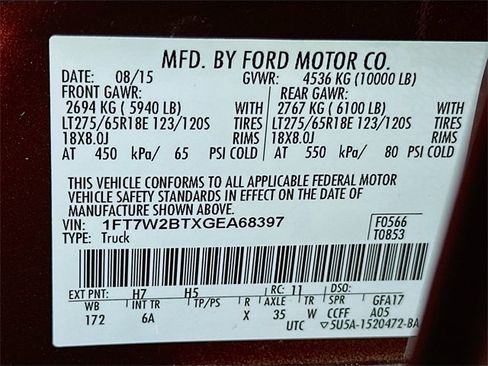 MFD. BY FORD MOTOR CO.
DATE: 08/15 GVWR: 4536 KG (10000 LB)
FRONT GAWR: REAR GAWR:
2694 KG (5940 LB) 2767 KG (6100 LB)
LT275/65R18E 123/120S TIRES LT275/65R18E 123/120S TIRES
18X8.0J RIMS 18X8.0J RIMS
AT 450 kPa/ 65 PSI COLD AT 550 kPa/ 80 PSI COLD
THIS VEHICLE CONFORMS TO ALL APPLICABLE FEDERAL MOTOR
VEHICLE SAFETY STANDARDS IN EFFECT ON THE DATE OF
MANUFACTURE SHOWN ABOVE.
VIN: 1FT7W2BTXGEA68397 F0566
TYPE: Truck T0853
EXT PNT: H7 H5 RC: 11
WB INT TR TP/PS R AXLE TR SPR GFA17
172 6A X 35 W CCFF A05
UTC ▽5U5A-1520472-BA